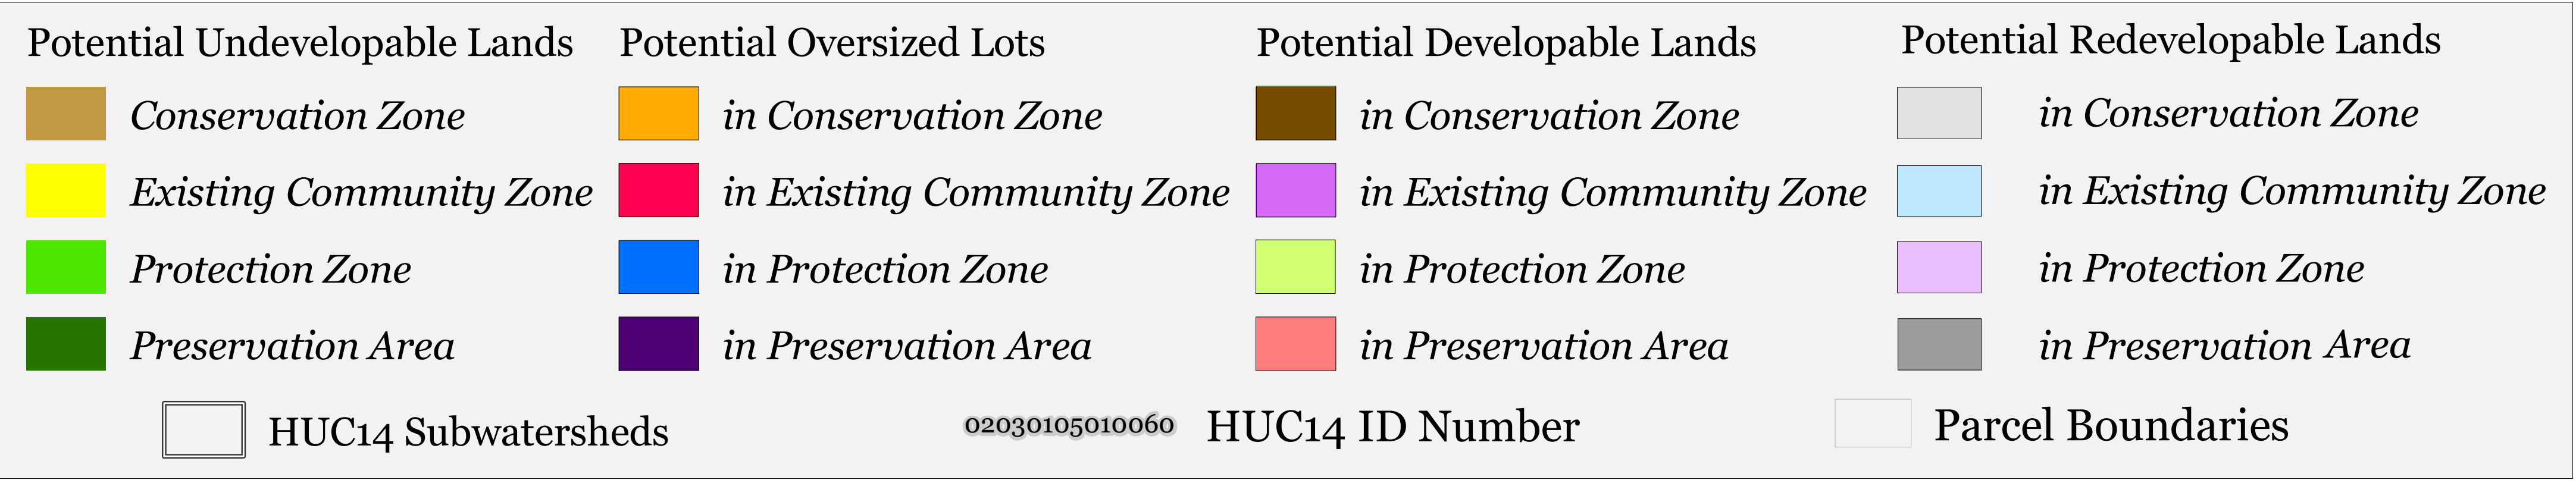 Potential Undevelopable Lands
Conservation Zone
Existing Community Zone
Protection Zone
Preservation Area
Potential Oversized Lots
in Conservation Zone
in Existing Community Zone
in Protection Zone
in Preservation Area
Potential Developable Lands
in Conservation Zone
in Existing Community Zone
in Protection Zone
in Preservation Area
Potential Redevelopable Lands
in Conservation Zone
in Existing Community Zone
in Protection Zone
in Preservation Area
HUC14 Subwatersheds
02030105010060 HUC14 ID Number
Parcel Boundaries